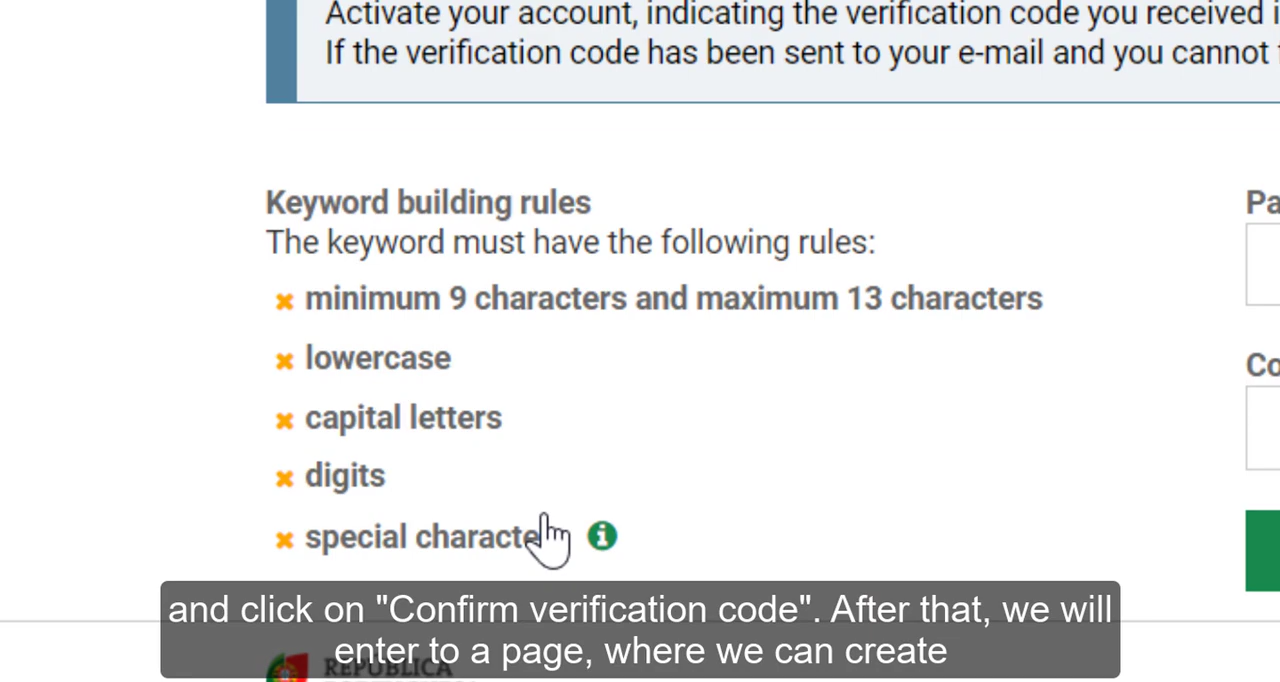 Activate your account, indicating the verification code you received
If the verification code has been sent to your e-mail and you cannot
Keyword building rules
The keyword must have the following rules:
Pa
minimum 9 characters and maximum 13 characters
lowercase
Co
capital letters
digits
special characte
and click on "Confirm verification code". After that, we will
enter to a page, where we can create
REPÚBLICA